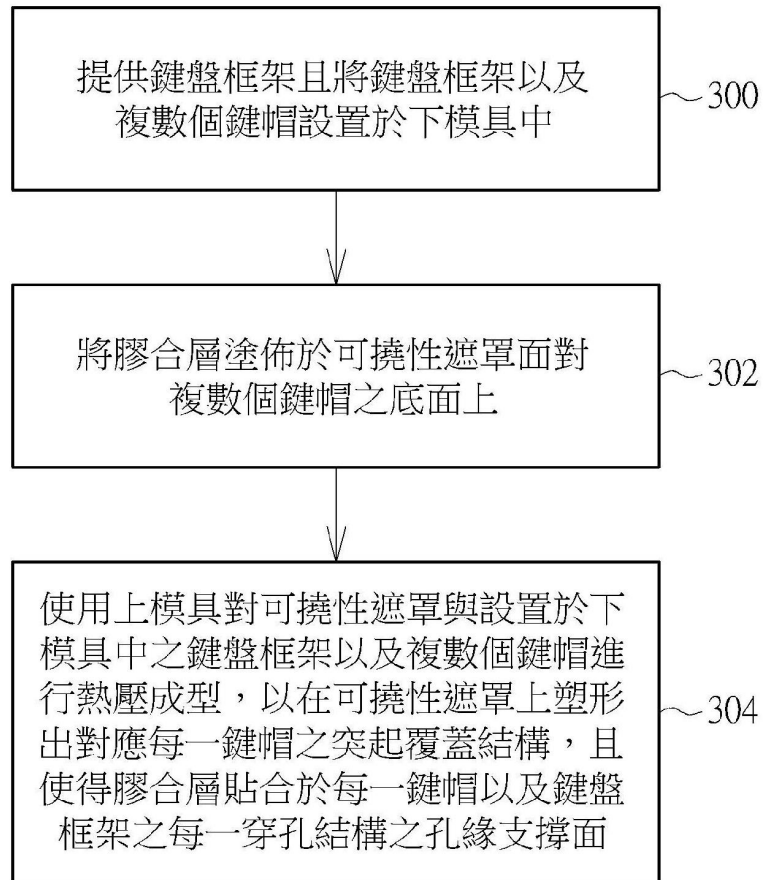 提供鍵盤框架且將鍵盤框架以及
複數個鍵帽設置於下模具中
300
將膠合層塗佈於可撓性遮罩面對
複數個鍵帽之底面上
302
使用上模具對可撓性遮罩與設置於下
模具中之鍵盤框架以及複數個鍵帽進
行熱壓成型，以在可撓性遮罩上塑形
出對應每一鍵帽之突起覆蓋結構，且
使得膠合層貼合於每一鍵帽以及鍵盤
框架之每一穿孔結構之孔緣支撐面
304